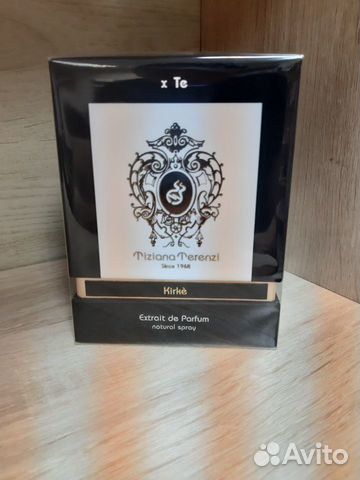 x Te
Tiziana Terenzi
Since 1968
Kirkè
Extrait de Parfum
natural spray
Avito